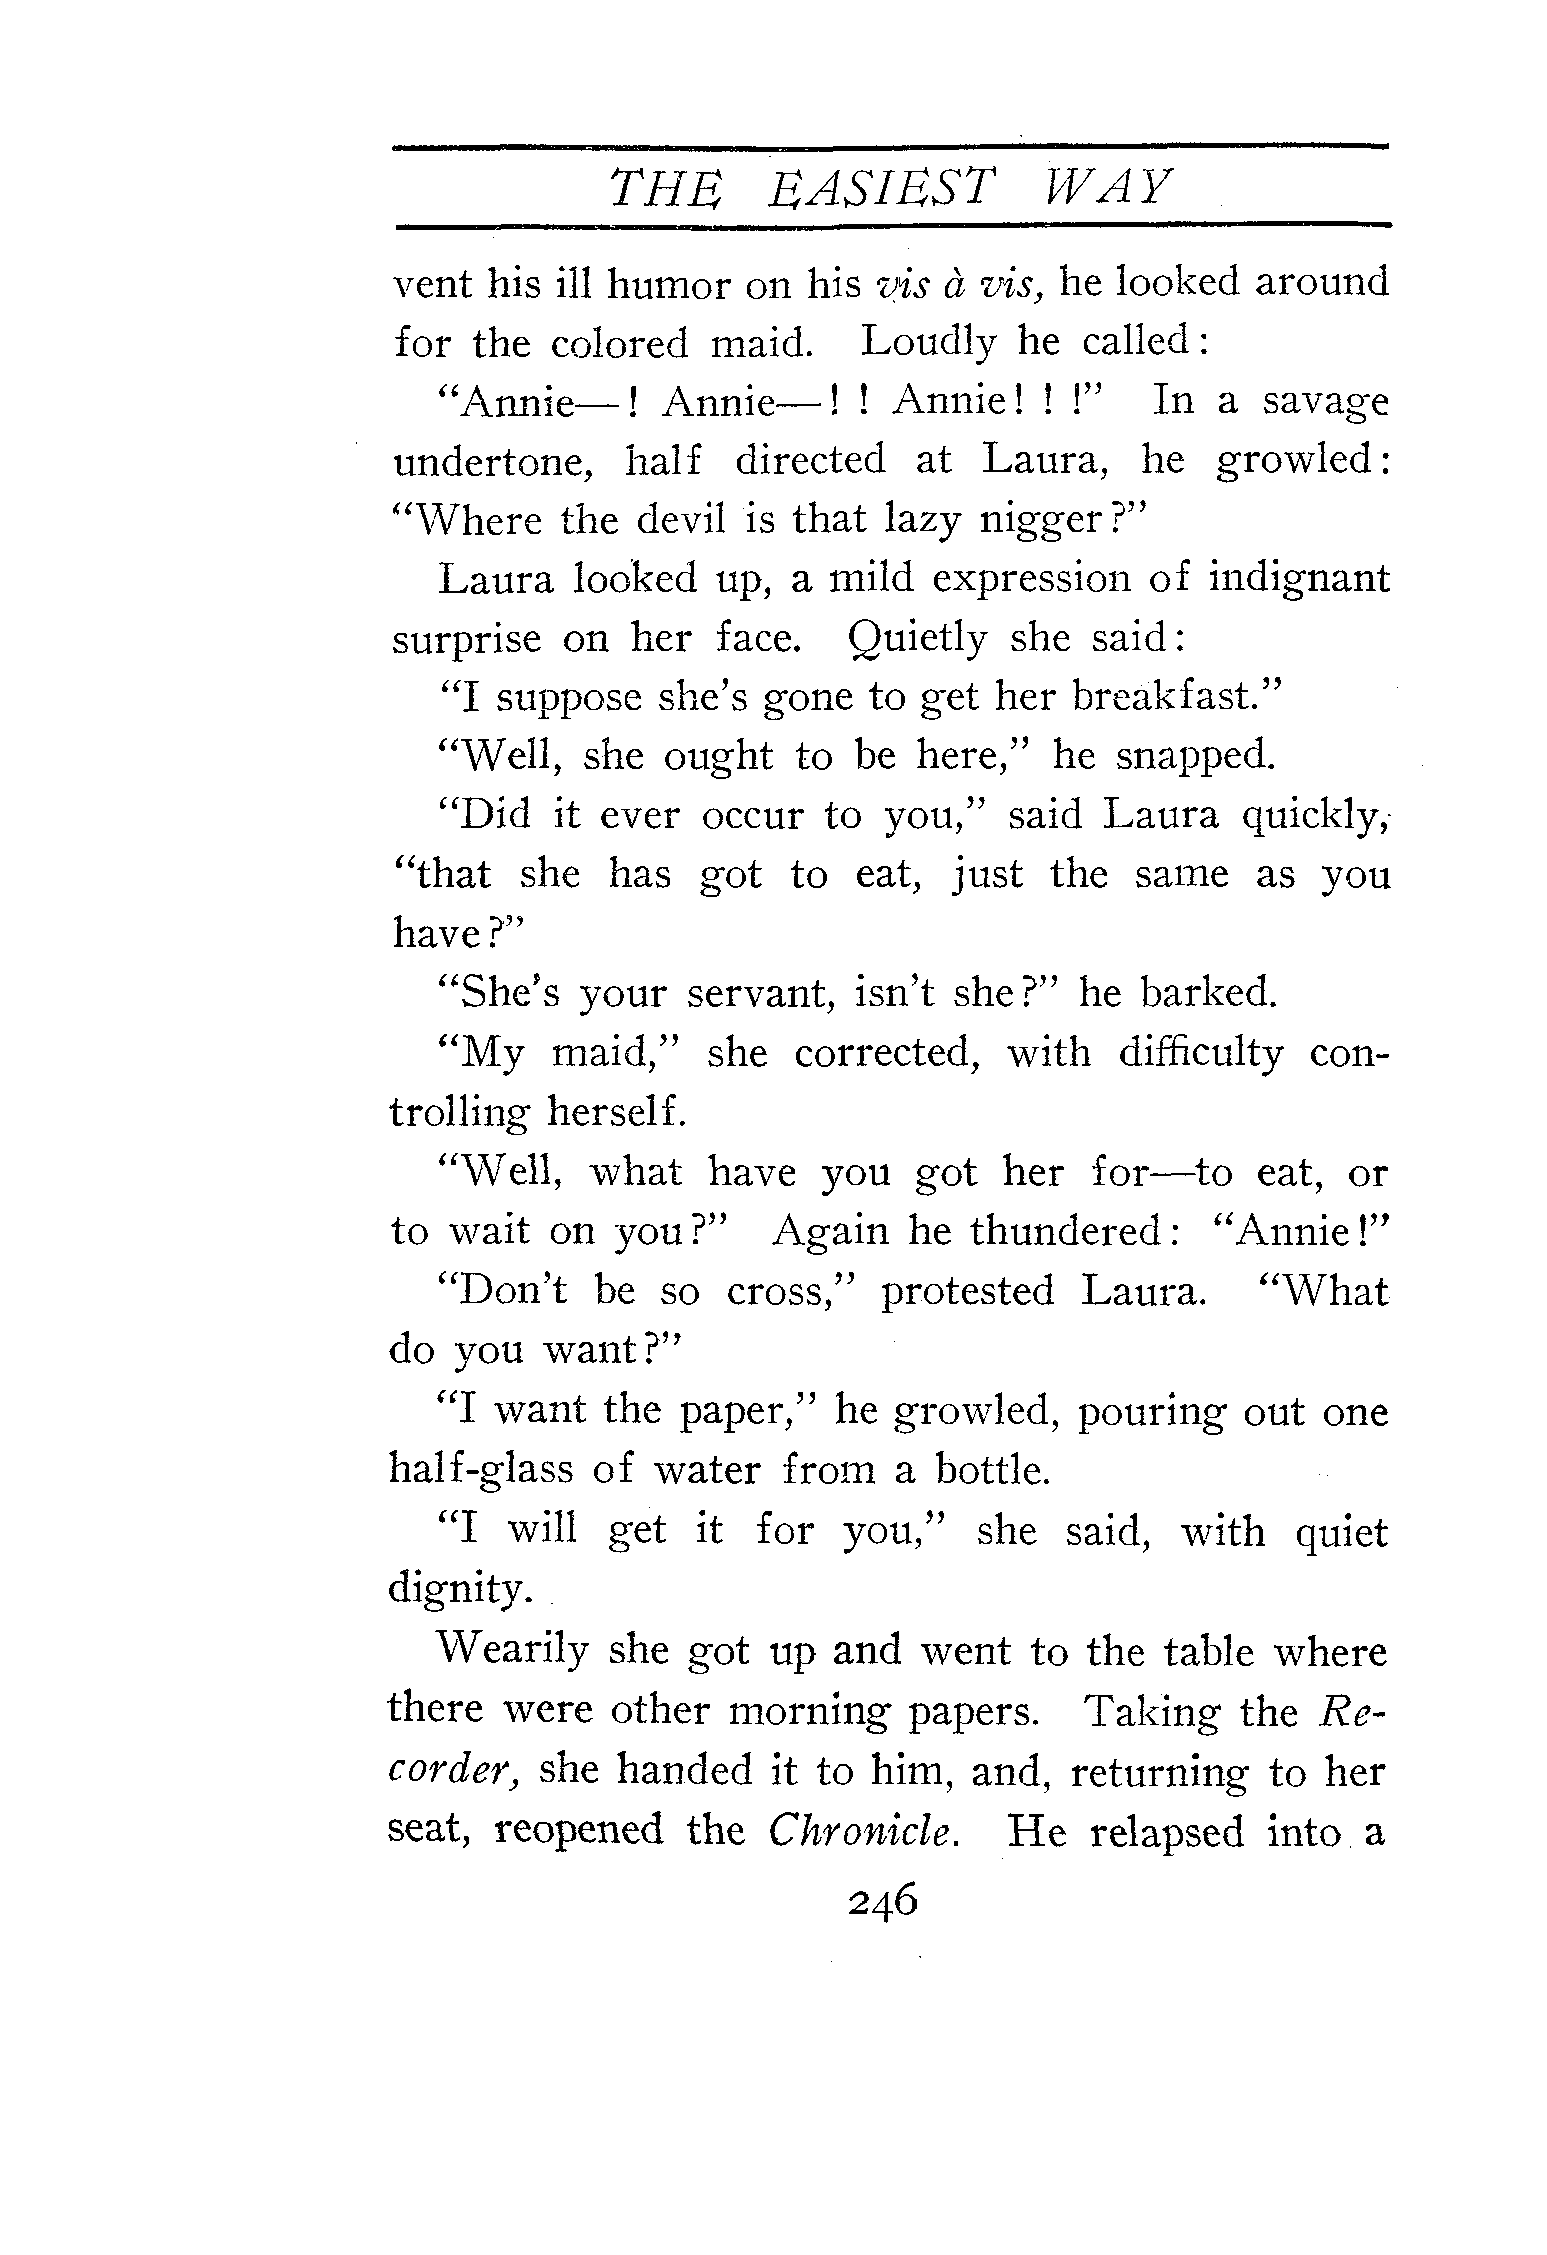 THE EASIEST WAY
vent his ill humor on his vis à vis, he looked around
for the colored maid. Loudly he called:
"Annie—! Annie—! ! Annie! ! !" In a savage
undertone, half directed at Laura, he growled:
"Where the devil is that lazy nigger?"
Laura looked up, a mild expression of indignant
surprise on her face. Quietly she said:
"I suppose she's gone to get her breakfast."
"Well, she ought to be here," he snapped.
"Did it ever occur to you," said Laura quickly,
"that she has got to eat, just the same as you
have?"
"She's your servant, isn't she?" he barked.
"My maid," she corrected, with difficulty con-
trolling herself.
"Well, what have you got her for—to eat, or
to wait on you?" Again he thundered: "Annie!"
"Don't be so cross," protested Laura. "What
do you want?"
"I want the paper," he growled, pouring out one
half-glass of water from a bottle.
"I will get it for you," she said, with quiet
dignity.
Wearily she got up and went to the table where
there were other morning papers. Taking the Re-
corder, she handed it to him, and, returning to her
seat, reopened the Chronicle. He relapsed into a
246